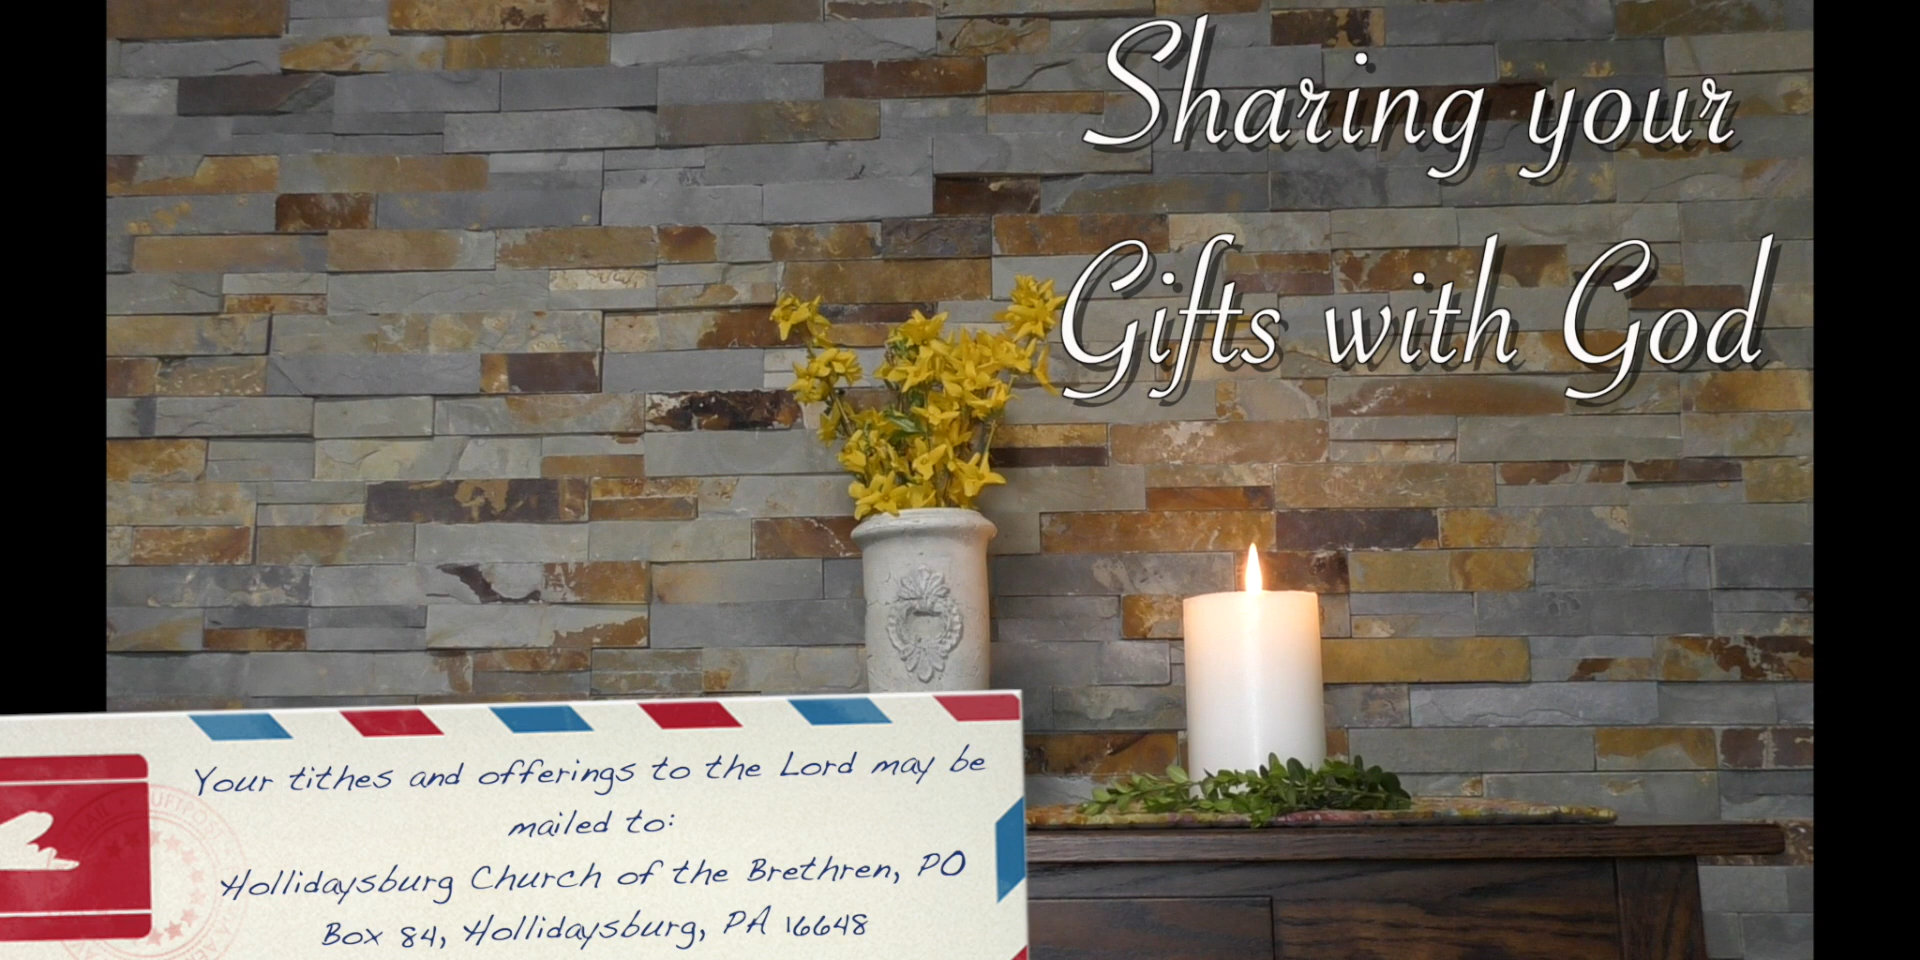 Sharing your
Gifts with God
Your tithes and offerings to the Lord may be
mailed to:
Hollidaysburg Church of the Brethren, PO
Box 84, Hollidaysburg, PA 16648
LUFTPOST